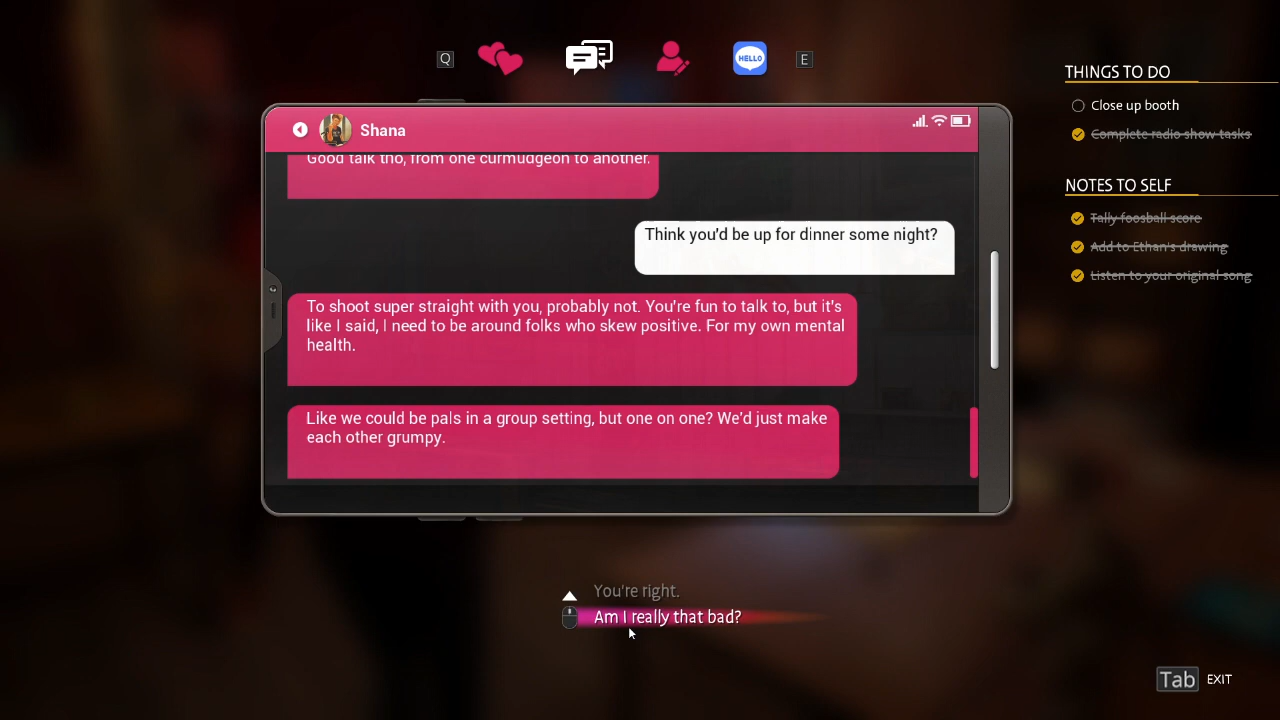 Q
HELLO
E
THINGS TO DO
Close up booth
Complete radio show tasks
NOTES TO SELF
Tally foosball score
Add to Ethan's drawing
Listen to your original song
Shana
Good talk tho, from one curmudgeon to another.
Think you'd be up for dinner some night?
To shoot super straight with you, probably not. You're fun to talk to, but it's
like I said, I need to be around folks who skew positive. For my own mental
health.
Like we could be pals in a group setting, but one on one? We'd just make
each other grumpy.
You're right.
Am I really that bad?
Tab EXIT